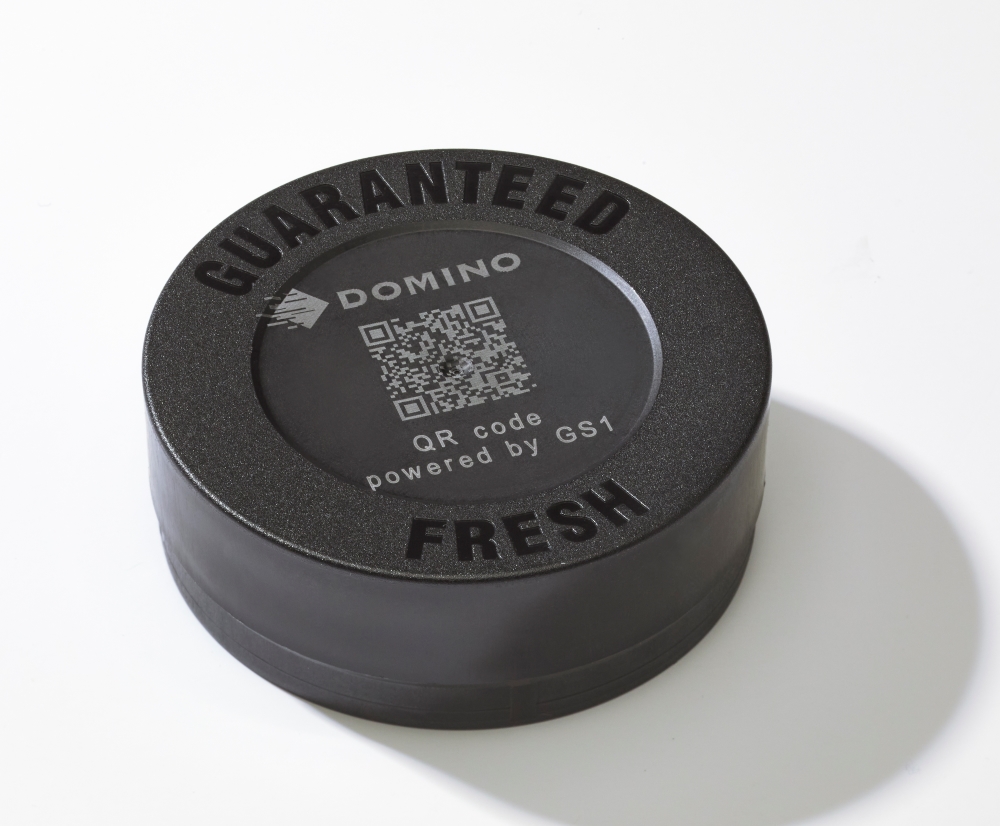 GUARANTEED
DOMINO
QR code
powered by GS1
FRESH